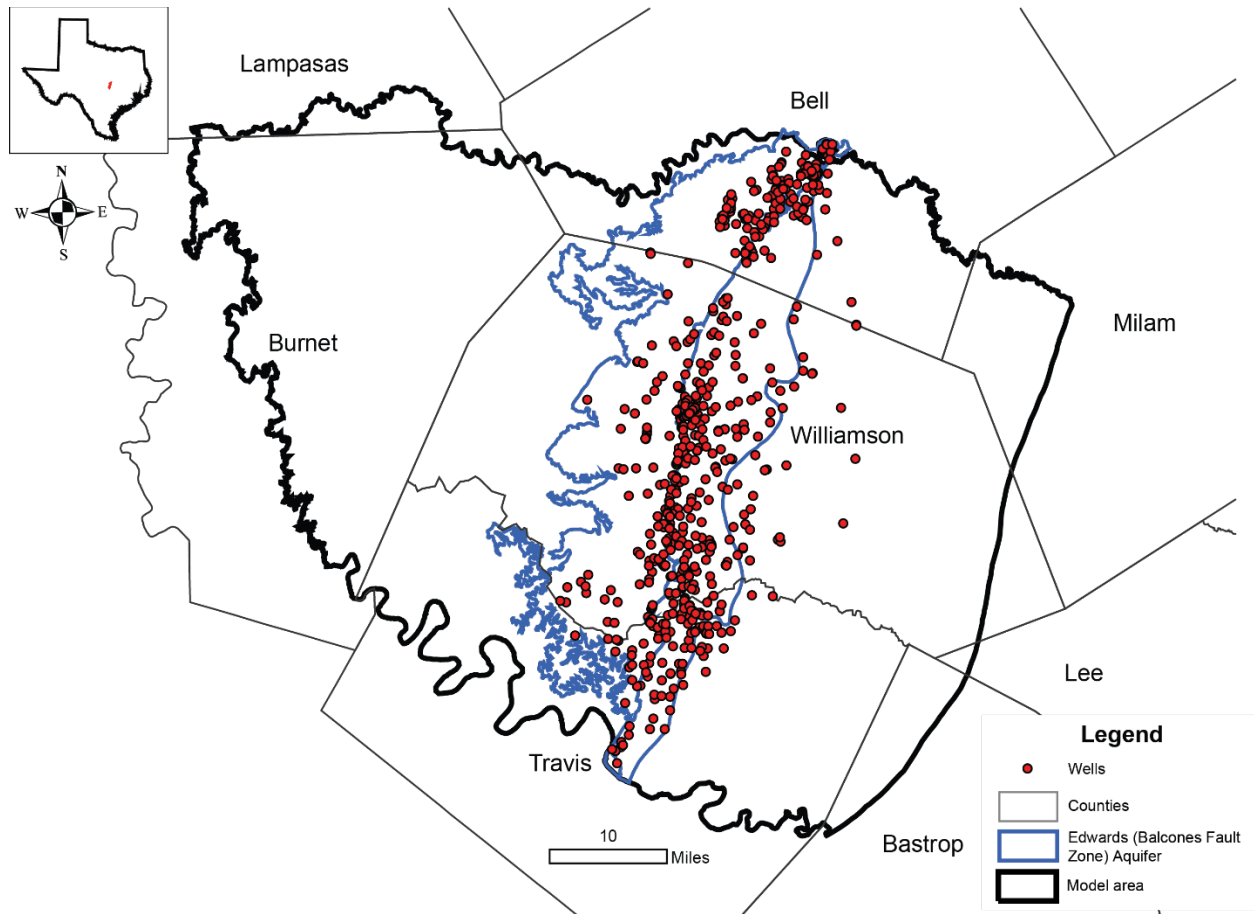 Lampasas
Bell
N
W
E
S
Burnet
Milam
Williamson
Lee
Travis
Bastrop
10
Miles
Legend
Wells
Counties
Edwards (Balcones Fault
Zone) Aquifer
Model area